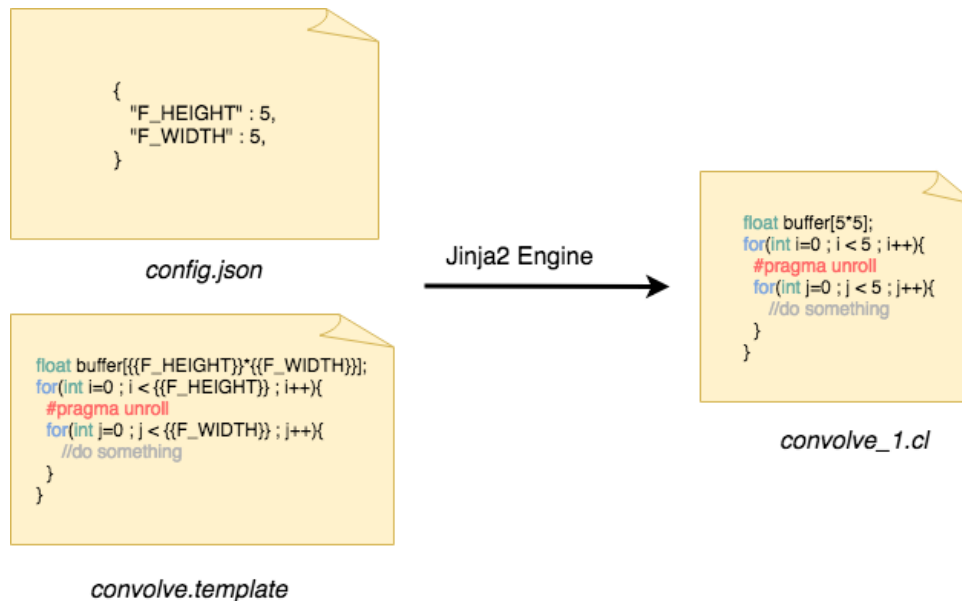 {
"F_HEIGHT" : 5,
"F_WIDTH" : 5,
}
config.json
float buffer[{{F_HEIGHT}}*{{F_WIDTH}}];
for(int i=0 ; i < {{F_HEIGHT}} ; i++){
#pragma unroll
for(int j=0 ; j < {{F_WIDTH}} ; j++){
//do something
}
}
convolve.template
Jinja2 Engine
float buffer[5*5];
for(int i=0 ; i < 5 ; i++){
#pragma unroll
for(int j=0 ; j < 5 ; j++){
//do something
}
}
convolve_1.cl